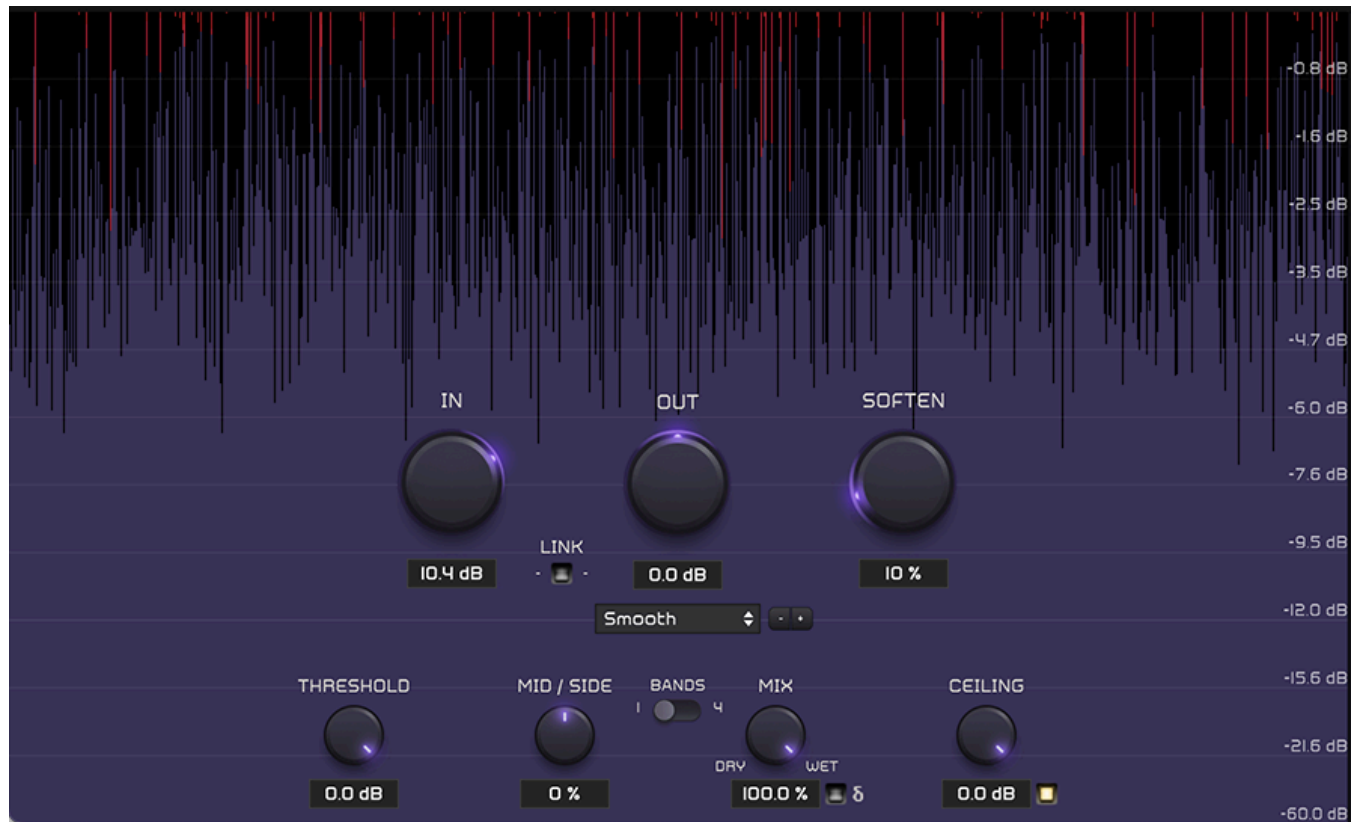 -0.8 dB
-1.6 dB
-2.5 dB
-3.5 dB
-4.7 dB
IN OUT SOFTEN
-6.0 dB
-7.6 dB
-9.5 dB
LINK
10.4 dB - - 0.0 dB 10 %
-12.0 dB
Smooth - +
-15.6 dB
THRESHOLD MID / SIDE BANDS MIX CEILING
1 4
-21.6 dB
DRY WET
0.0 dB 0 % 100.0 % δ 0.0 dB
-60.0 dB